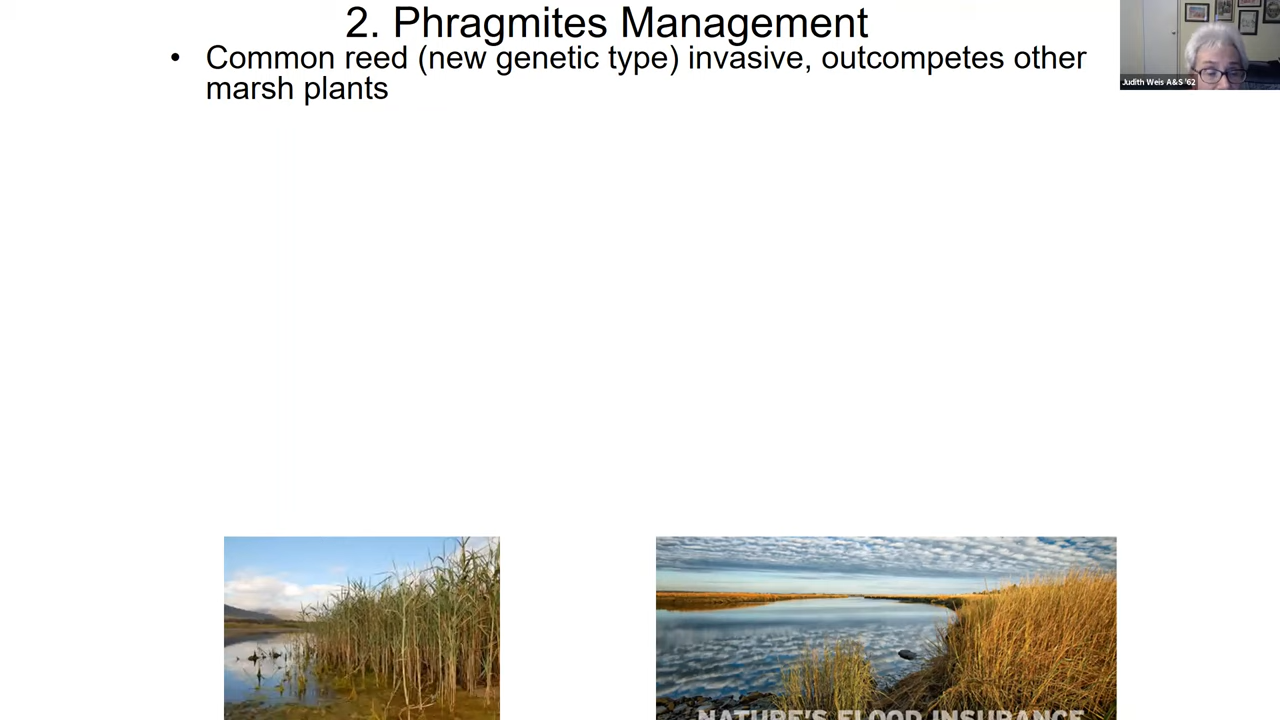 2. Phragmites Management
• Common reed (new genetic type) invasive, outcompetes other
marsh plants
Judith Weis A&S '62
NATURE'S FLOOD INSURANCE